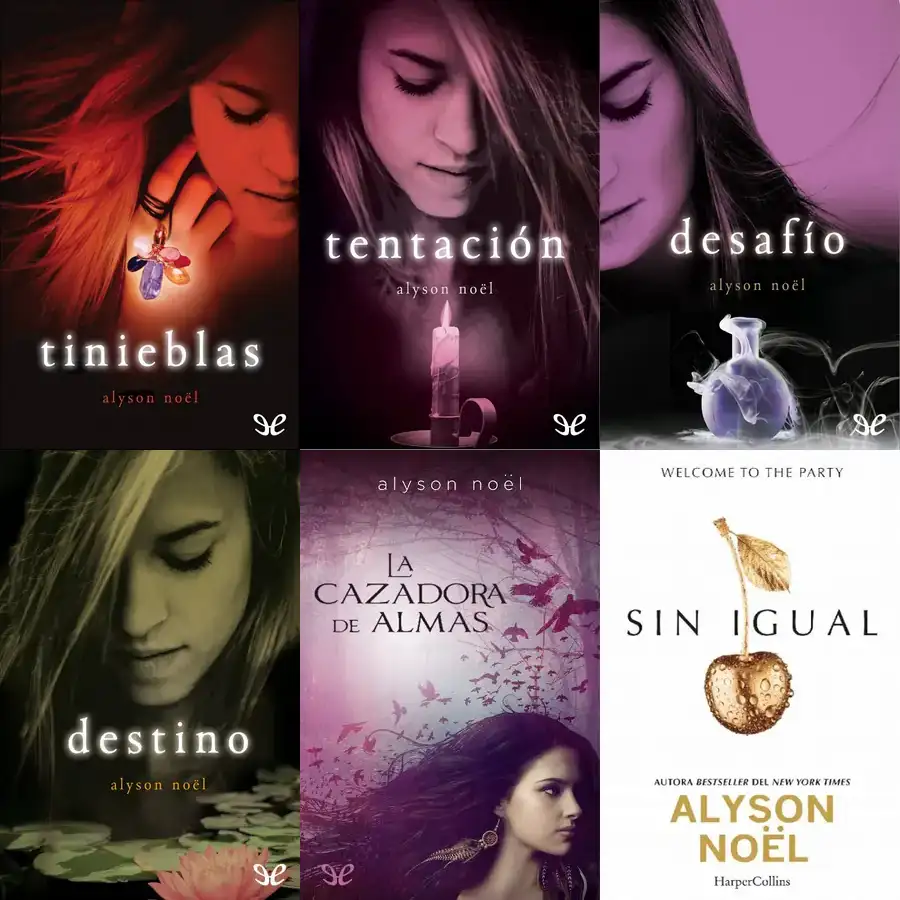 tinieblas
alyson noël
tentación
alyson noël
desafío
alyson noël
destino
alyson noël
alyson noël
LA
CAZADORA
DE ALMAS
WELCOME TO THE PARTY
SIN IGUAL
AUTORA BESTSELLER DEL NEW YORK TIMES
ALYSON
NOËL
HarperCollins